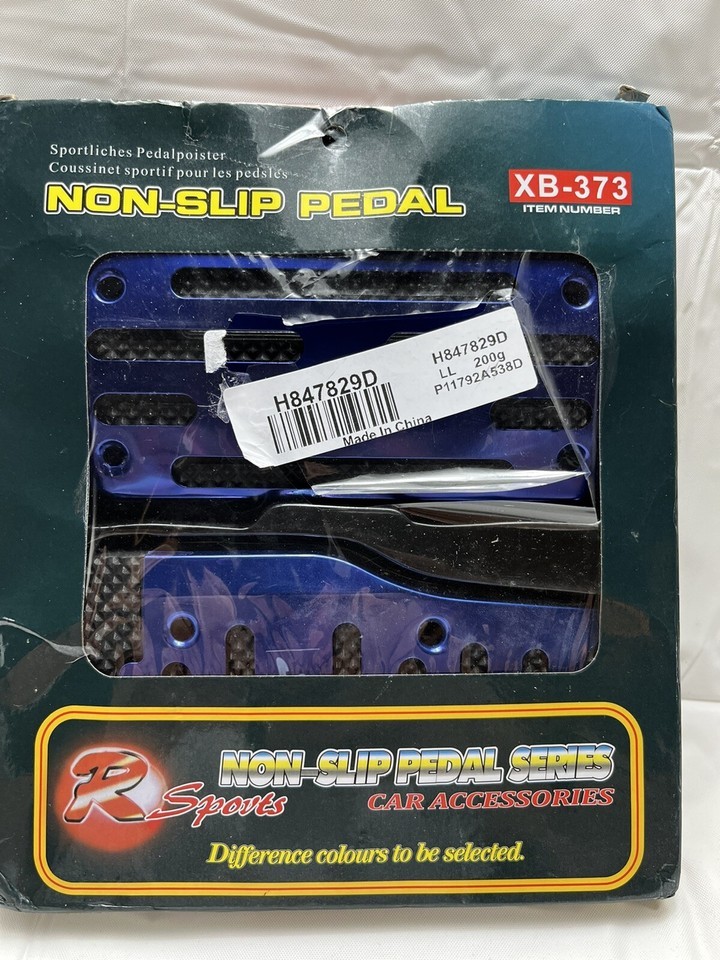 Sportliches Pedalpoister
Coussinet sportif pour les pedsles
NON-SLIP PEDAL
XB-373
ITEM NUMBER
H847829D
Made In China
H847829D
LL 200g
P11792A538D
R Spovts
NON-SLIP PEDAL SERIES
CAR ACCESSORIES
Difference colours to be selected.